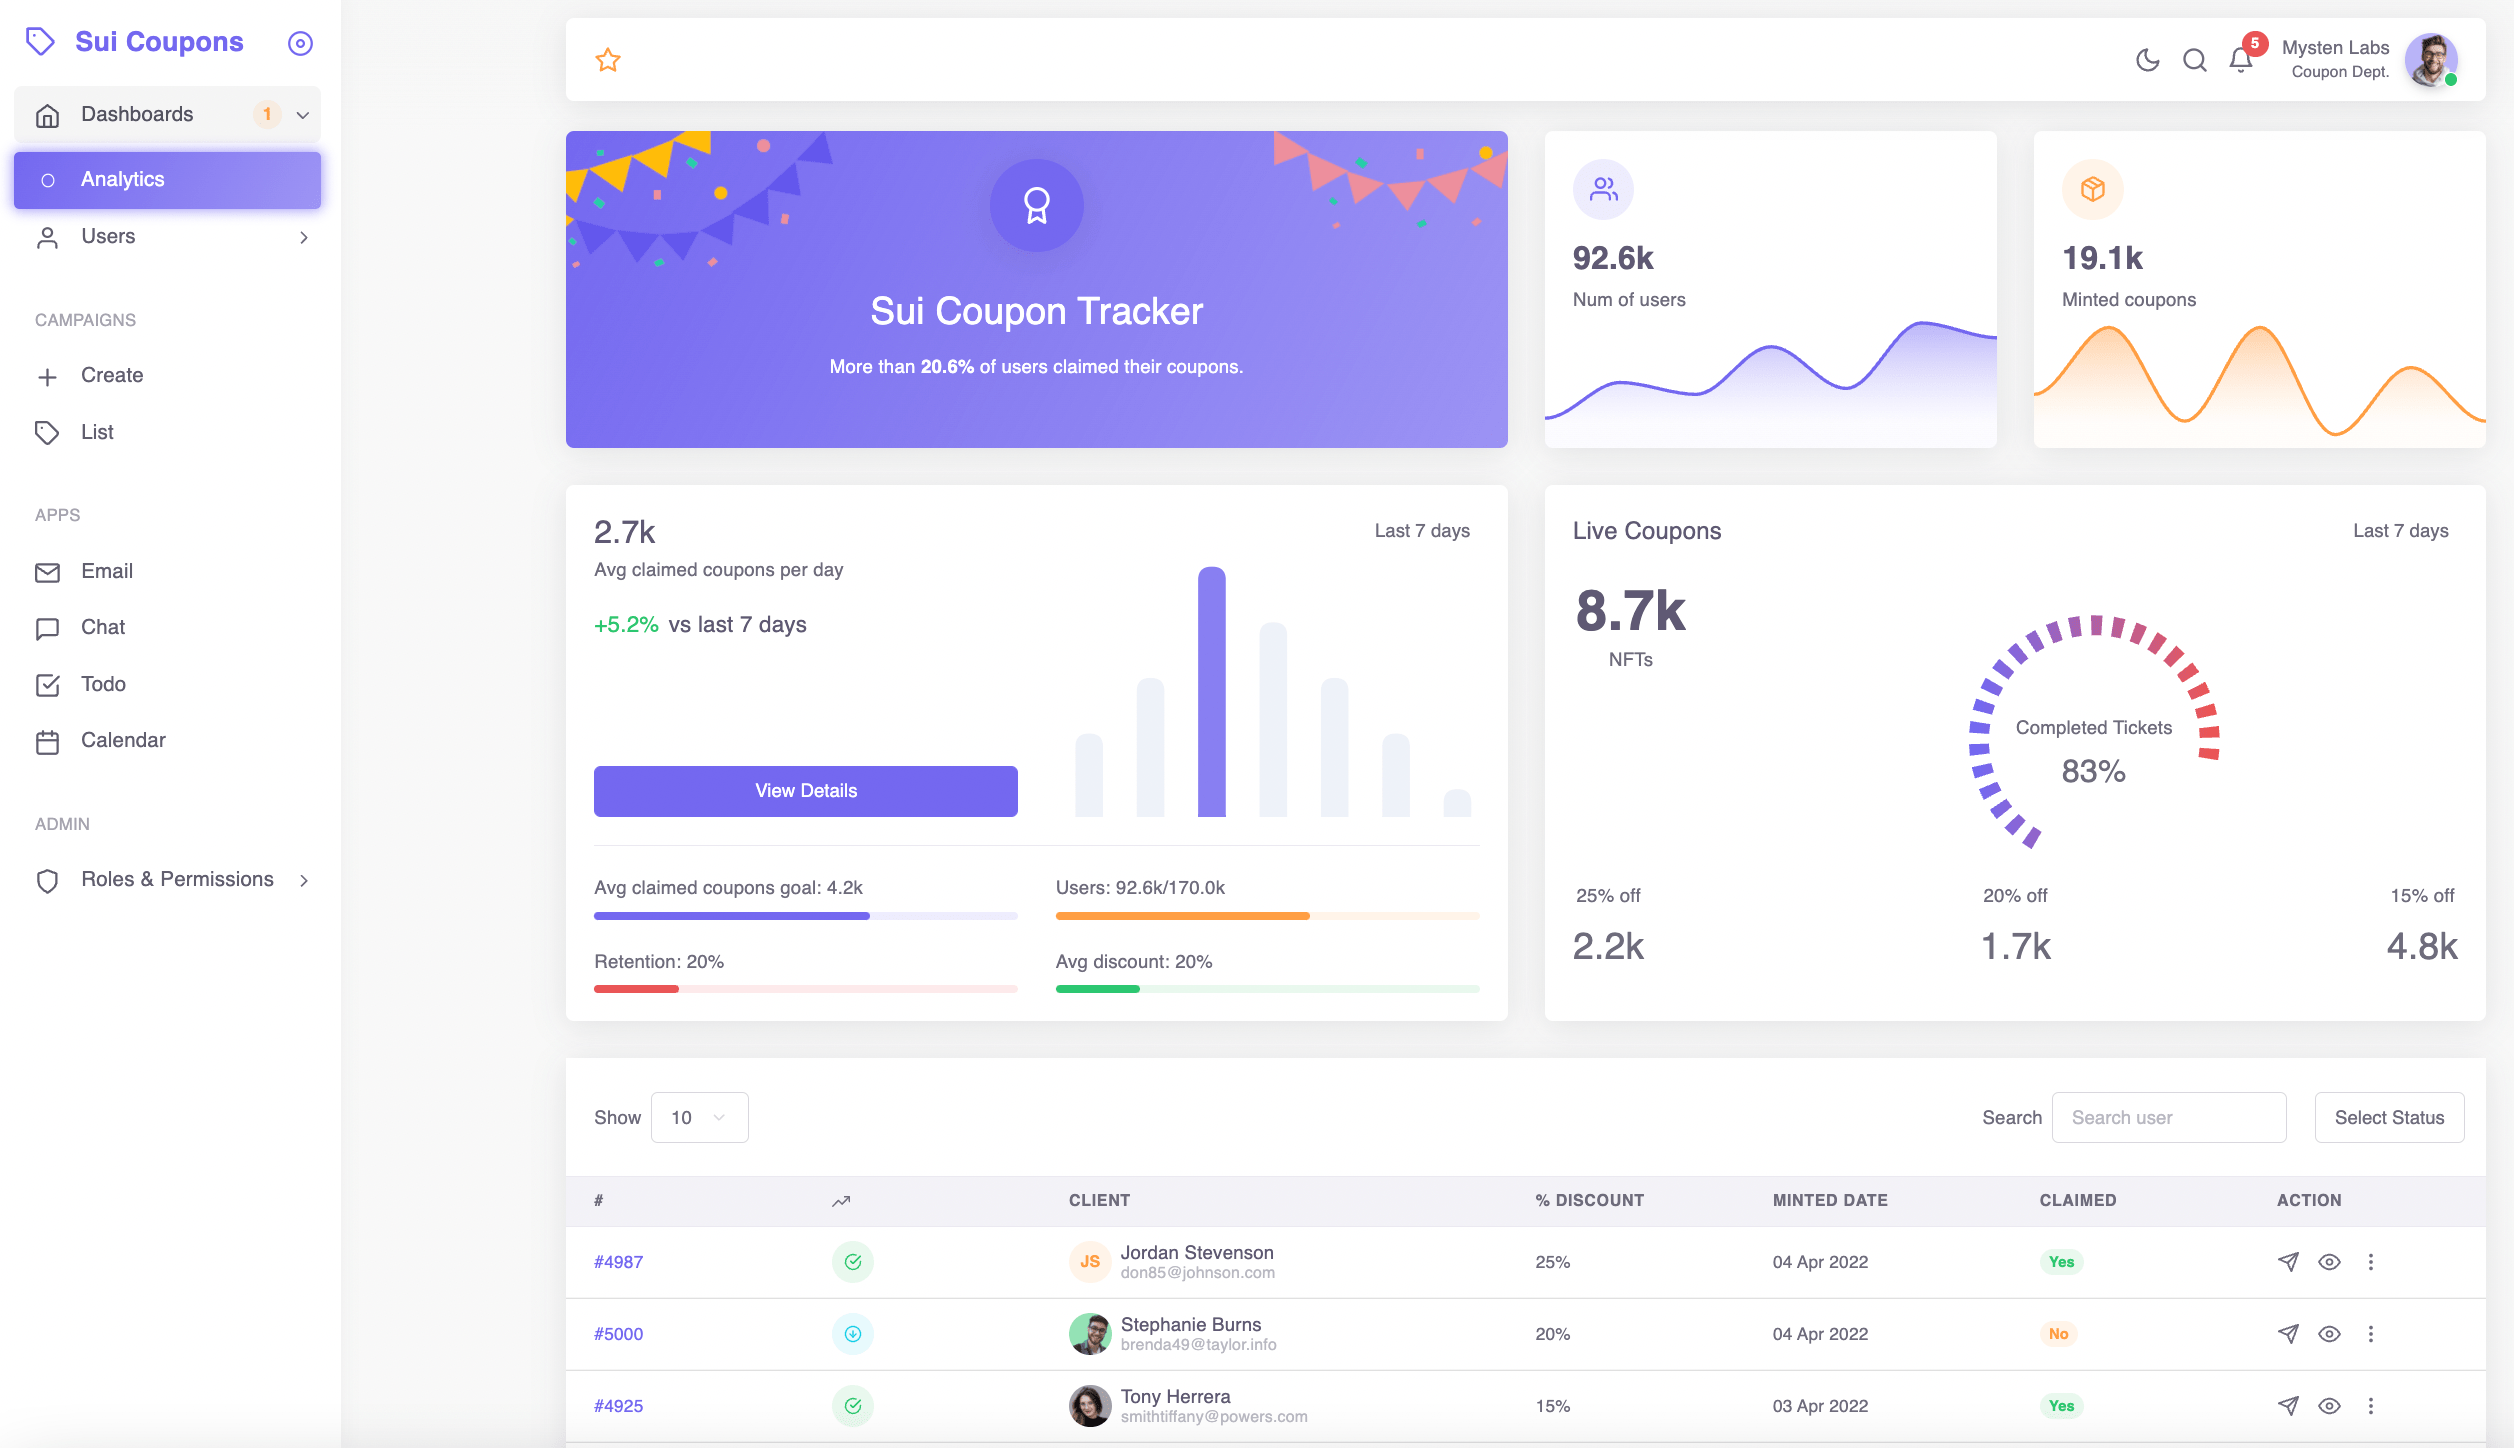 Sui Coupons
Dashboards 1
Analytics
Users
CAMPAIGNS
Create
List
APPS
Email
Chat
Todo
Calendar
ADMIN
Roles & Permissions
5
Mysten Labs
Coupon Dept.
Sui Coupon Tracker
More than 20.6% of users claimed their coupons.
92.6k
Num of users
19.1k
Minted coupons
2.7k
Last 7 days
Avg claimed coupons per day
+5.2% vs last 7 days
View Details
Avg claimed coupons goal: 4.2k
Users: 92.6k/170.0k
Retention: 20%
Avg discount: 20%
Live Coupons
Last 7 days
8.7k
NFTs
Completed Tickets
83%
25% off
20% off
15% off
2.2k
1.7k
4.8k
Show 10
Search Search user Select Status
# CLIENT % DISCOUNT MINTED DATE CLAIMED ACTION
#4987 JS Jordan Stevenson 25% 04 Apr 2022 Yes
don85@johnson.com
#5000 Stephanie Burns 20% 04 Apr 2022 No
brenda49@taylor.info
#4925 Tony Herrera 15% 03 Apr 2022 Yes
smithtiffany@powers.com